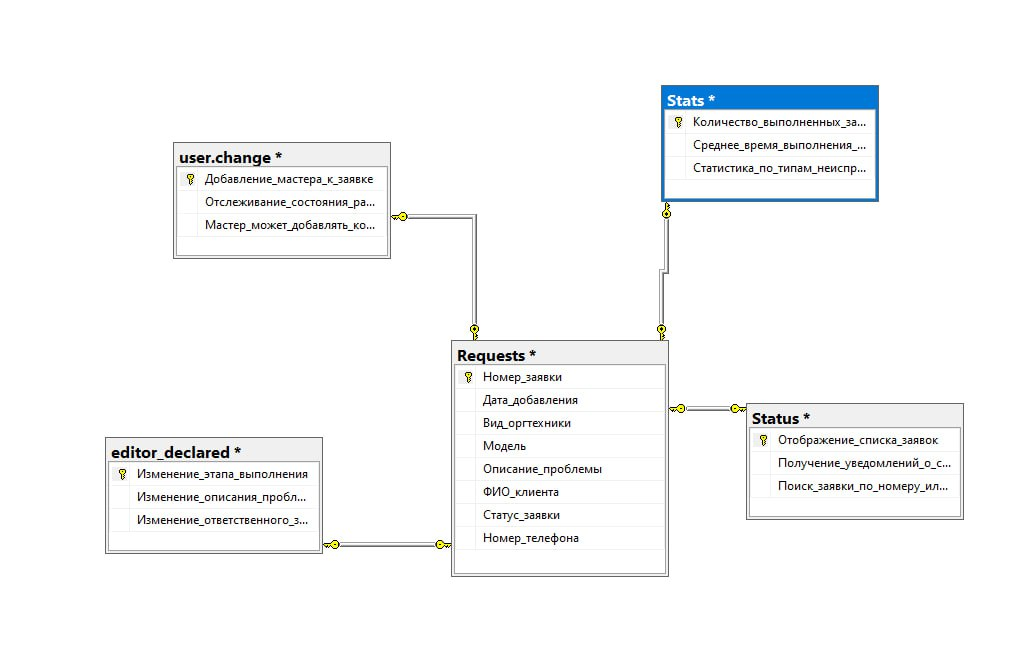 Stats *
Количество_выполненных_за...
Среднее_время_выполнения_...
Статистика_по_типам_неиспр...
user.change *
Добавление_мастера_к_заявке
Отслеживание_состояния_ра...
Мастер_может_добавлять_ко...
Requests *
Номер_заявки
Дата_добавления
Вид_оргтехники
Модель
Описание_проблемы
ФИО_клиента
Статус_заявки
Номер_телефона
Status *
Отображение_списка_заявок
Получение_уведомлений_о_с...
Поиск_заявки_по_номеру_ил...
editor_declared *
Изменение_этапа_выполнения
Изменение_описания_пробл...
Изменение_ответственного_з...